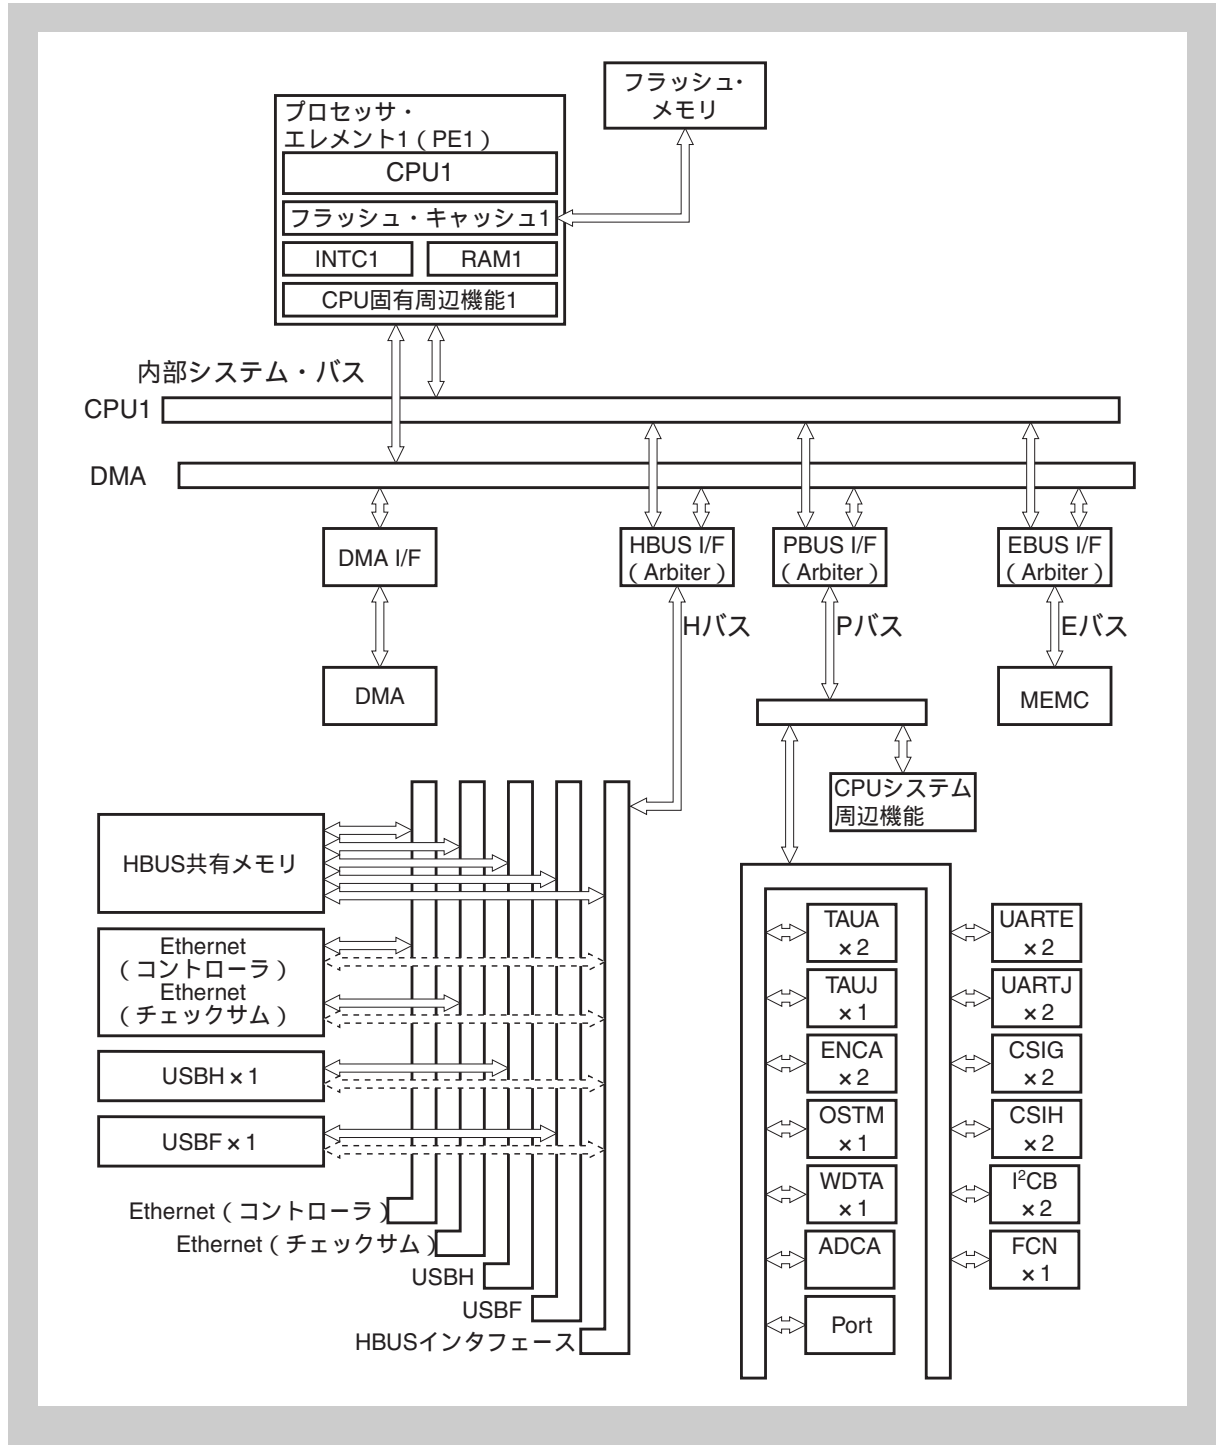 フラッシュ・
メモリ
プロセッサ・
エレメント1（PE1）
CPU1
フラッシュ・キャッシュ1
INTC1
RAM1
CPU固有周辺機能1
内部システム・バス
CPU1
DMA
DMA I/F
HBUS I/F
（Arbiter）
PBUS I/F
（Arbiter）
EBUS I/F
（Arbiter）
Hバス
Pバス
Eバス
DMA
MEMC
CPUシステム
周辺機能
HBUS共有メモリ
Ethernet
（コントローラ）
Ethernet
（チェックサム）
USBH×1
USBF×1
Ethernet（コントローラ）
Ethernet（チェックサム）
USBH
USBF
HBUSインタフェース
TAUA
×2
TAUJ
×1
ENCA
×2
OSTM
×1
WDTA
×1
ADCA
Port
UARTE
×2
UARTJ
×2
CSIG
×2
CSIH
×2
I²CB
×2
FCN
×1